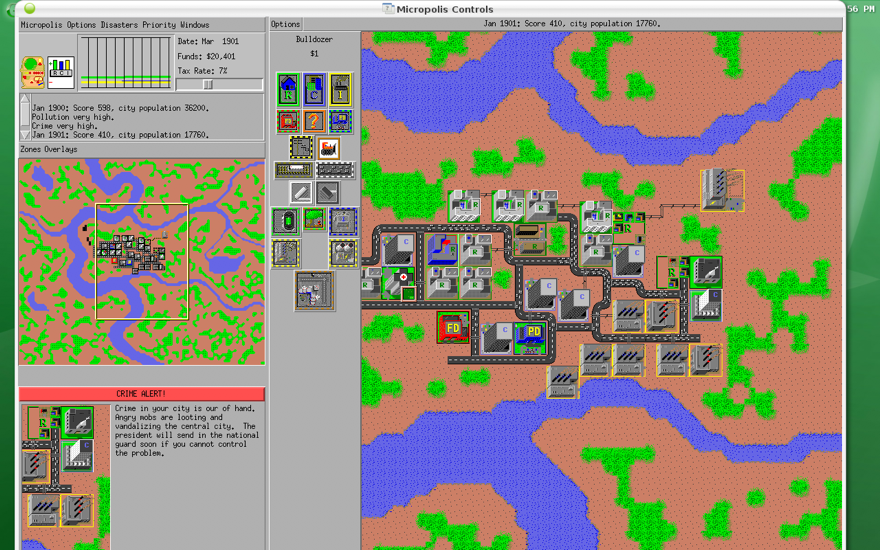 56 PM
Micropolis Controls
Micropolis Options Disasters Priority Windows
Options
Jan 1901: Score 410, city population 17760.
Date: Mar 1901
Funds: $20,401
Tax Rate: 7%
R C I
Bulldozer
$1
R
C
I
Jan 1900: Score 598, city population 36200.
Pollution very high.
Crime very high.
Jan 1901: Score 410, city population 17760.
Zones Overlays
FD
PD
CRIME ALERT!
Crime in your city is our of hand.
Angry mobs are looting and
vandalizing the central city. The
president will send in the national
guard soon if you cannot control
the problem.